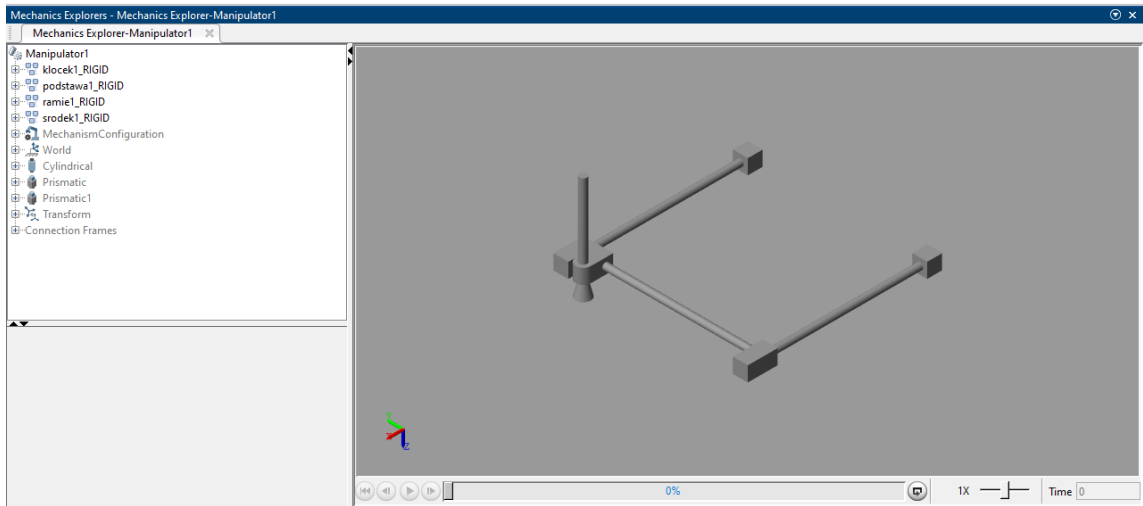 Mechanics Explorers - Mechanics Explorer-Manipulator1
Mechanics Explorer-Manipulator1
Manipulator1
klocek1_RIGID
podstawa1_RIGID
ramie1_RIGID
srodek1_RIGID
MechanismConfiguration
World
Cylindrical
Prismatic
Prismatic1
Transform
Connection Frames
Z
0%
1X
Time 0